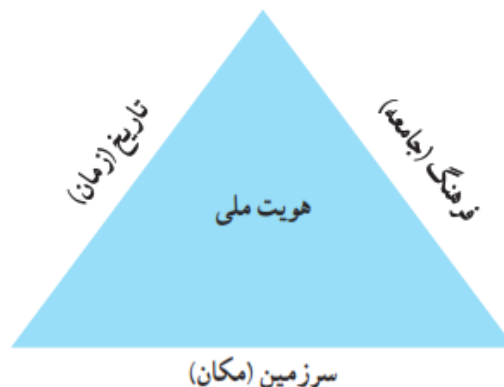 فرهنگ (جامعه)
تاریخ (زمان)
هویت ملی
سرزمین (مکان)